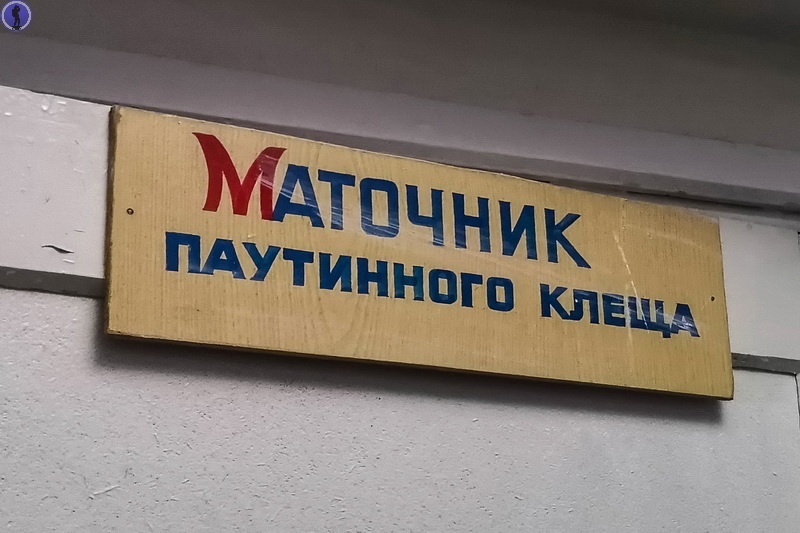 Маточник
паутинного клеща